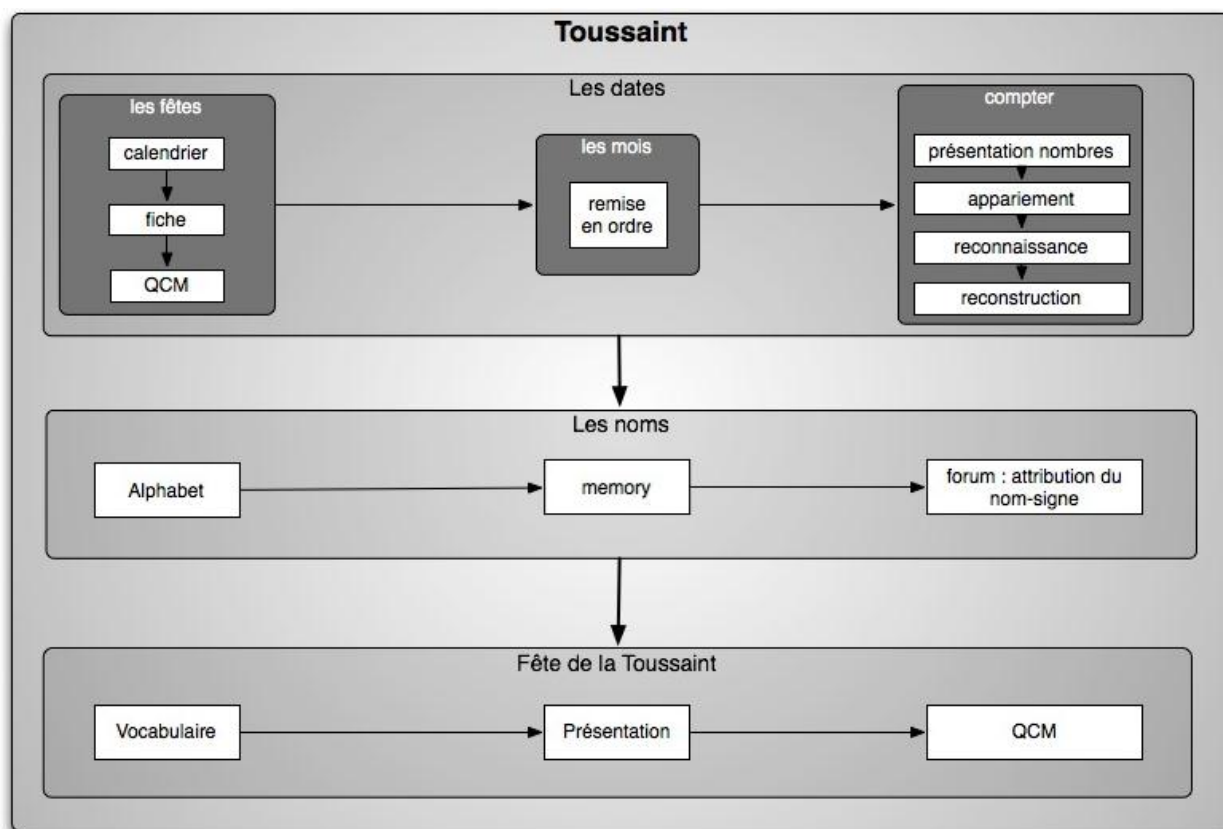 Toussaint
Les dates
les fêtes
calendrier
fiche
QCM
les mois
remise
en ordre
compter
présentation nombres
appariement
reconnaissance
reconstruction
Les noms
Alphabet
memory
forum : attribution du
nom-signe
Fête de la Toussaint
Vocabulaire
Présentation
QCM